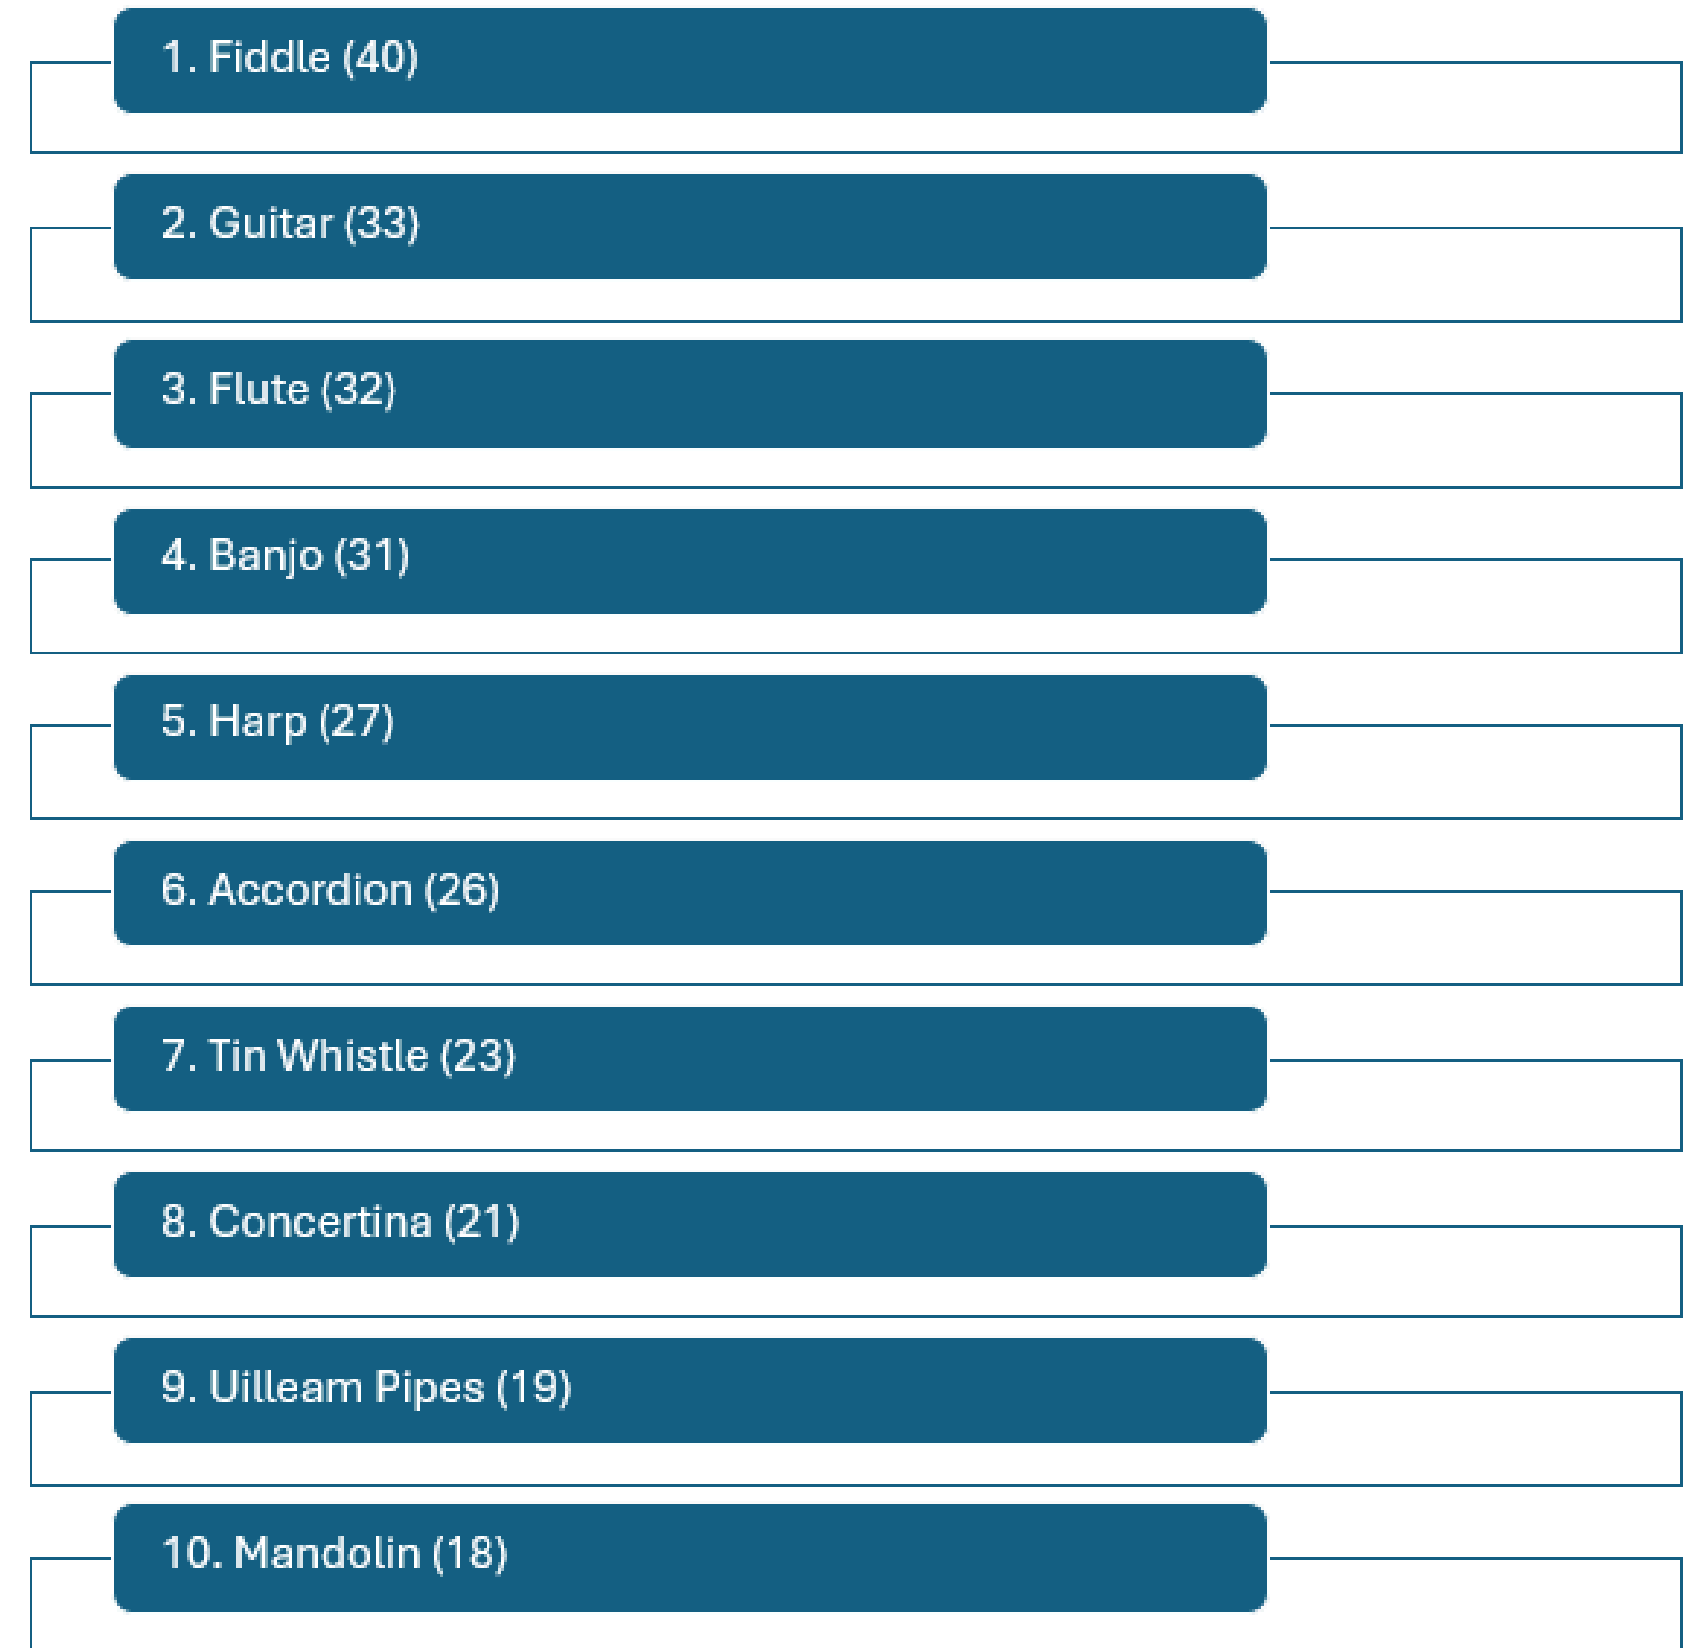 1. Fiddle (40)
2. Guitar (33)
3. Flute (32)
4. Banjo (31)
5. Harp (27)
6. Accordion (26)
7. Tin Whistle (23)
8. Concertina (21)
9. Uilleam Pipes (19)
10. Mandolin (18)